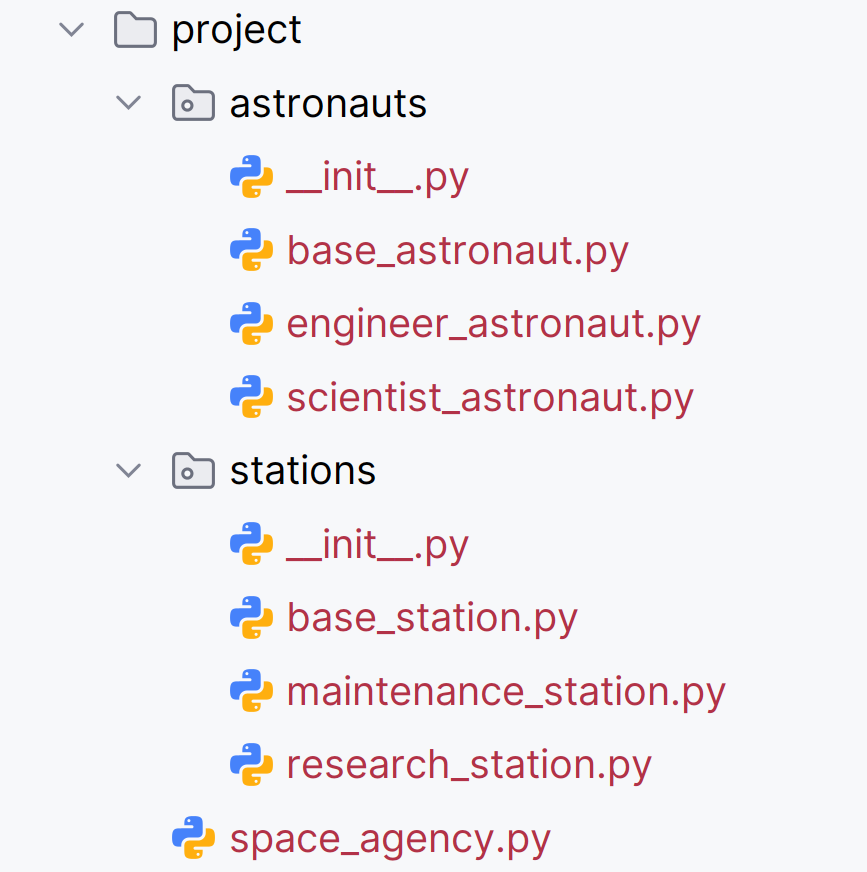 project
astronauts
__init__.py
base_astronaut.py
engineer_astronaut.py
scientist_astronaut.py
stations
__init__.py
base_station.py
maintenance_station.py
research_station.py
space_agency.py